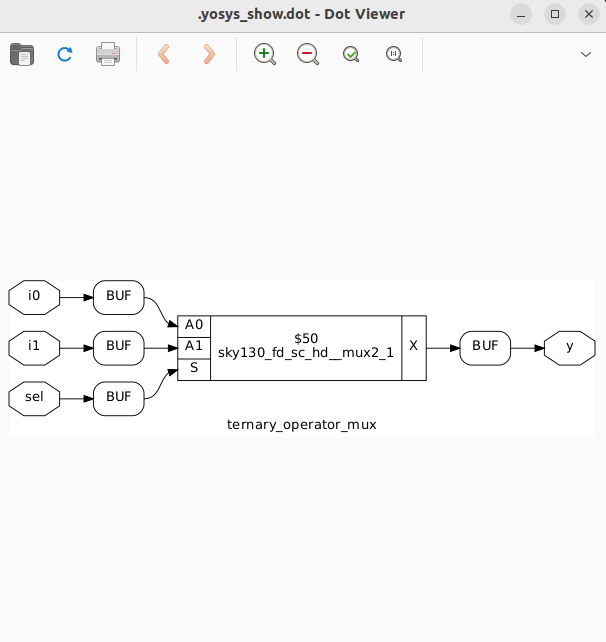 .yosys_show.dot - Dot Viewer
i0
BUF
i1
BUF
sel
BUF
A0
A1
S
$50
sky130_fd_sc_hd__mux2_1
X
BUF
y
ternary_operator_mux